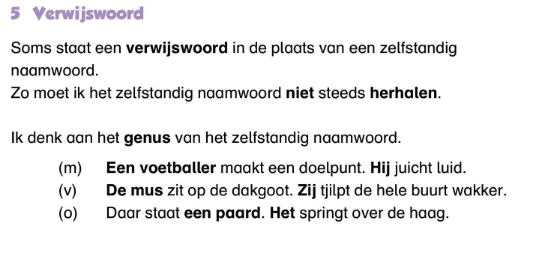 5 Verwijswoord
Soms staat een verwijswoord in de plaats van een zelfstandig
naamwoord.
Zo moet ik het zelfstandig naamwoord niet steeds herhalen.
Ik denk aan het genus van het zelfstandig naamwoord.
(m) Een voetballer maakt een doelpunt. Hij juicht luid.
(v) De mus zit op de dakgoot. Zij tjilpt de hele buurt wakker.
(o) Daar staat een paard. Het springt over de haag.